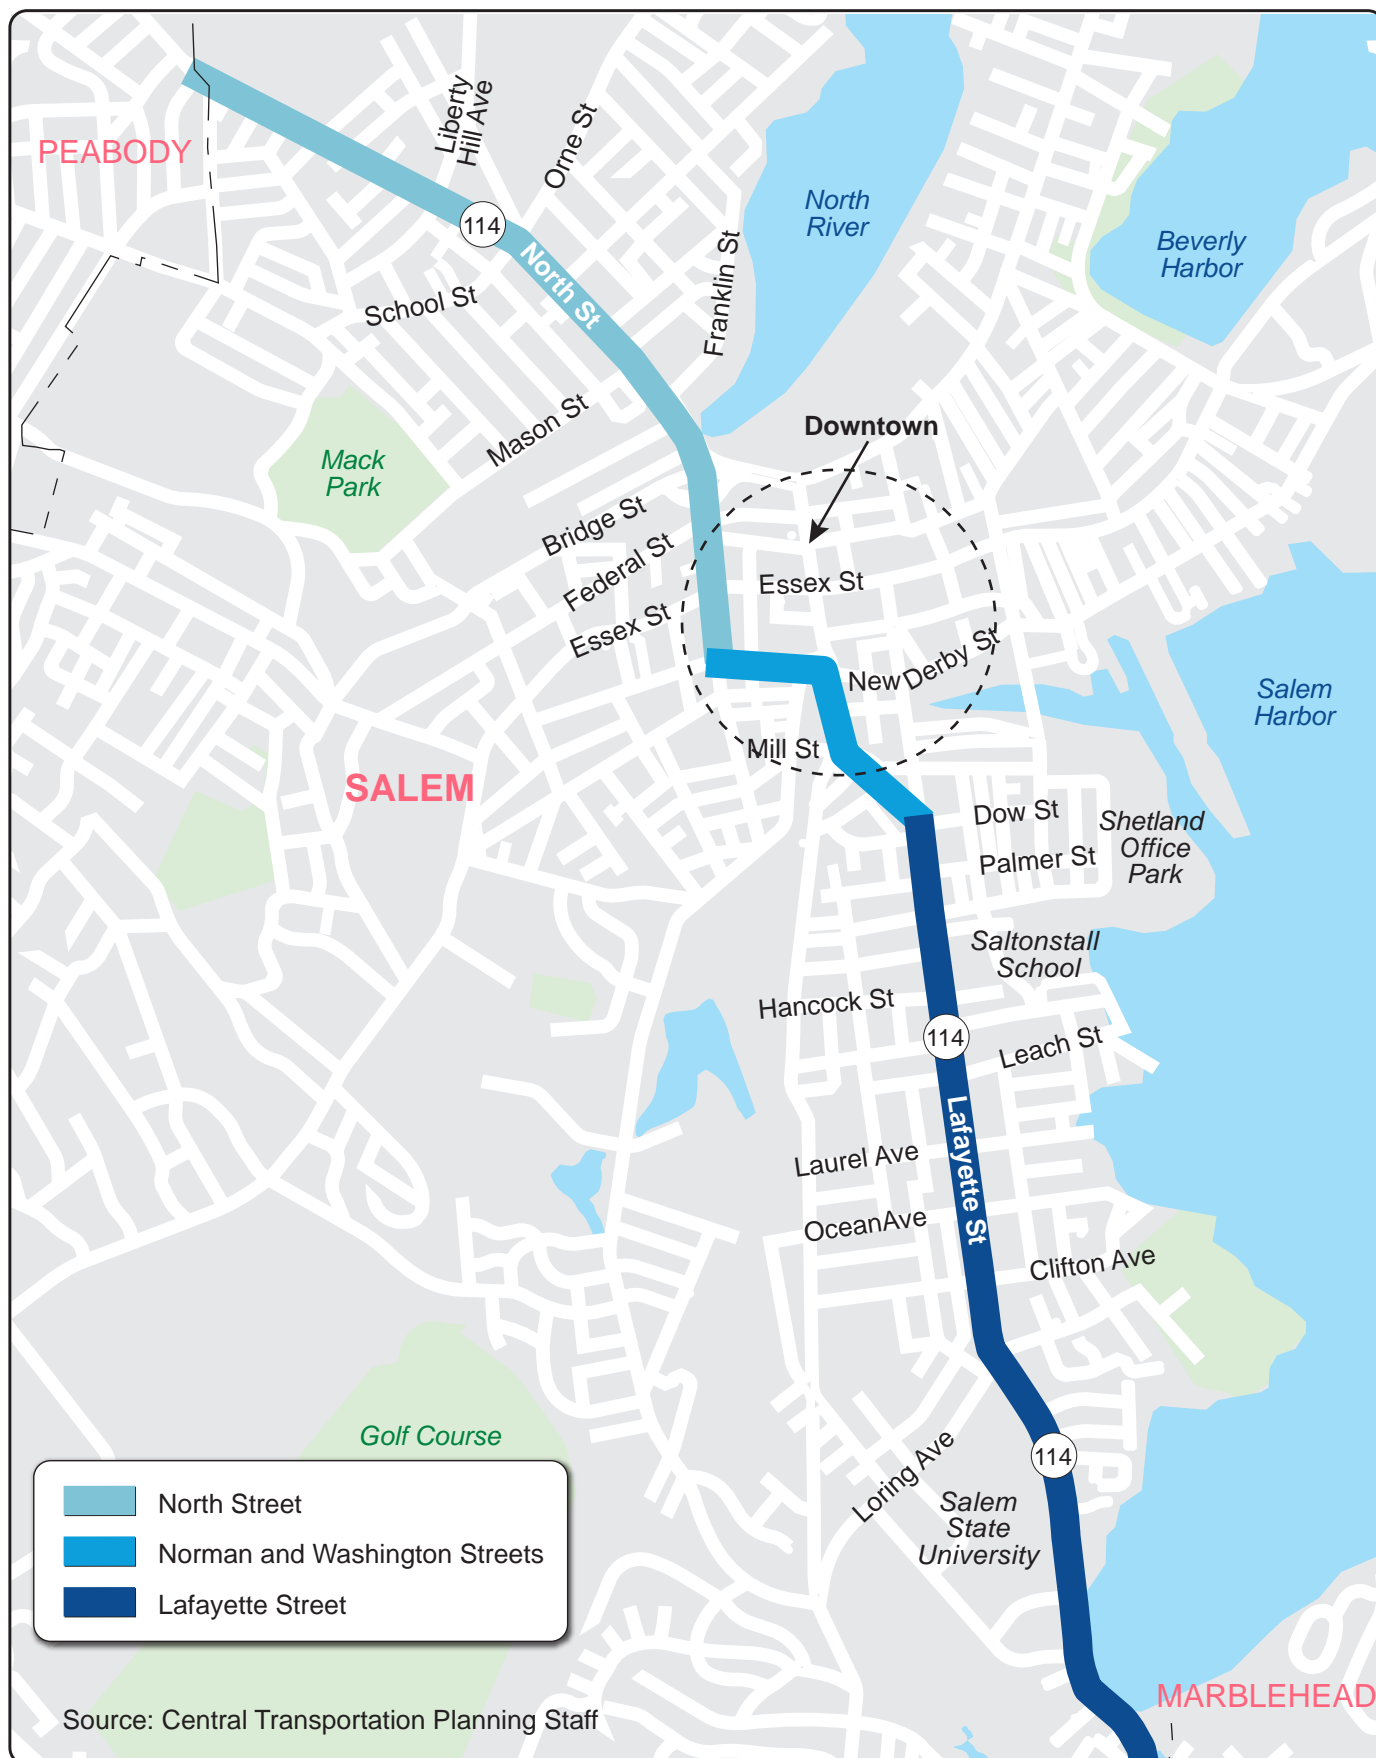 PEABODY
Liberty
Hill Ave
Orne St
114
North St
School St
Franklin St
North
River
Beverly
Harbor
Mason St
Mack
Park
Downtown
Bridge St
Federal St
Essex St
Essex St
New Derby St
Mill St
Salem
Harbor
SALEM
Dow St
Palmer St
Shetland
Office
Park
Saltonstall
School
Hancock St
114
Leach St
Lafayette St
Laurel Ave
OceanAve
Clifton Ave
Golf Course
Loring Ave
114
Salem
State
University
North Street
Norman and Washington Streets
Lafayette Street
MARBLEHEAD
Source: Central Transportation Planning Staff